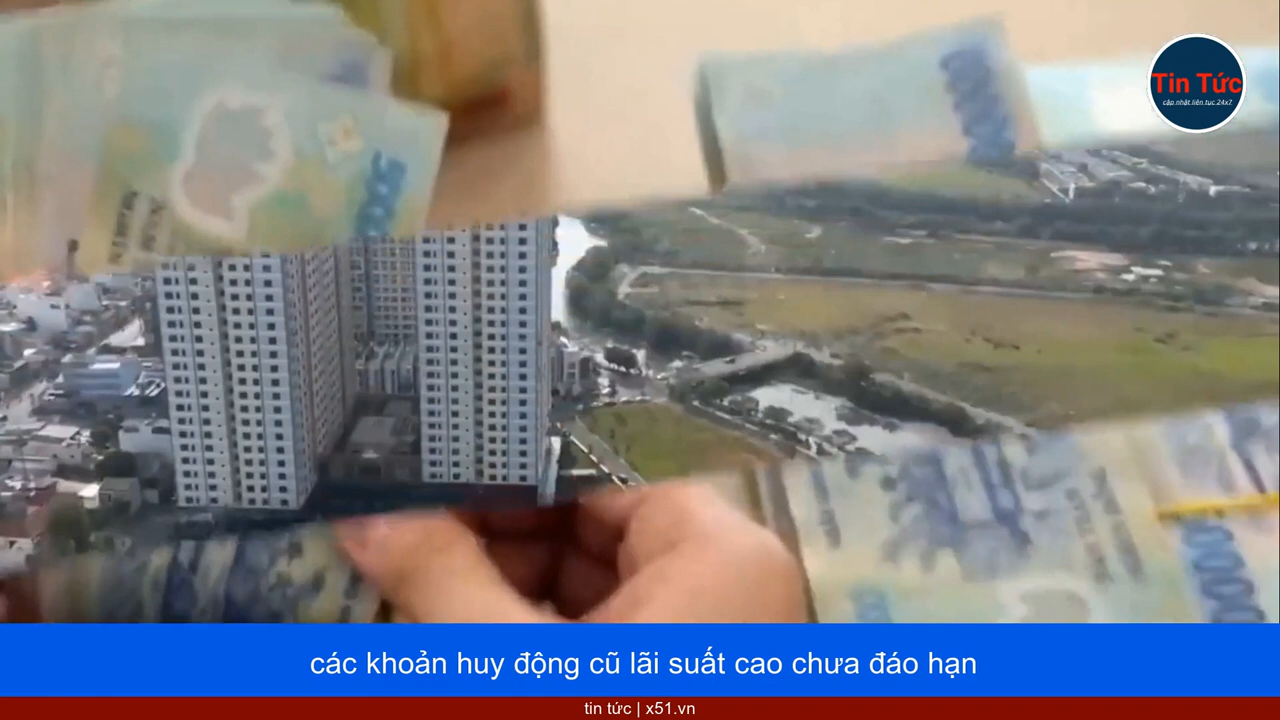 Tin Tức
cập nhật liên tục 24x7
các khoản huy động cũ lãi suất cao chưa đáo hạn
tin tức | x51.vn